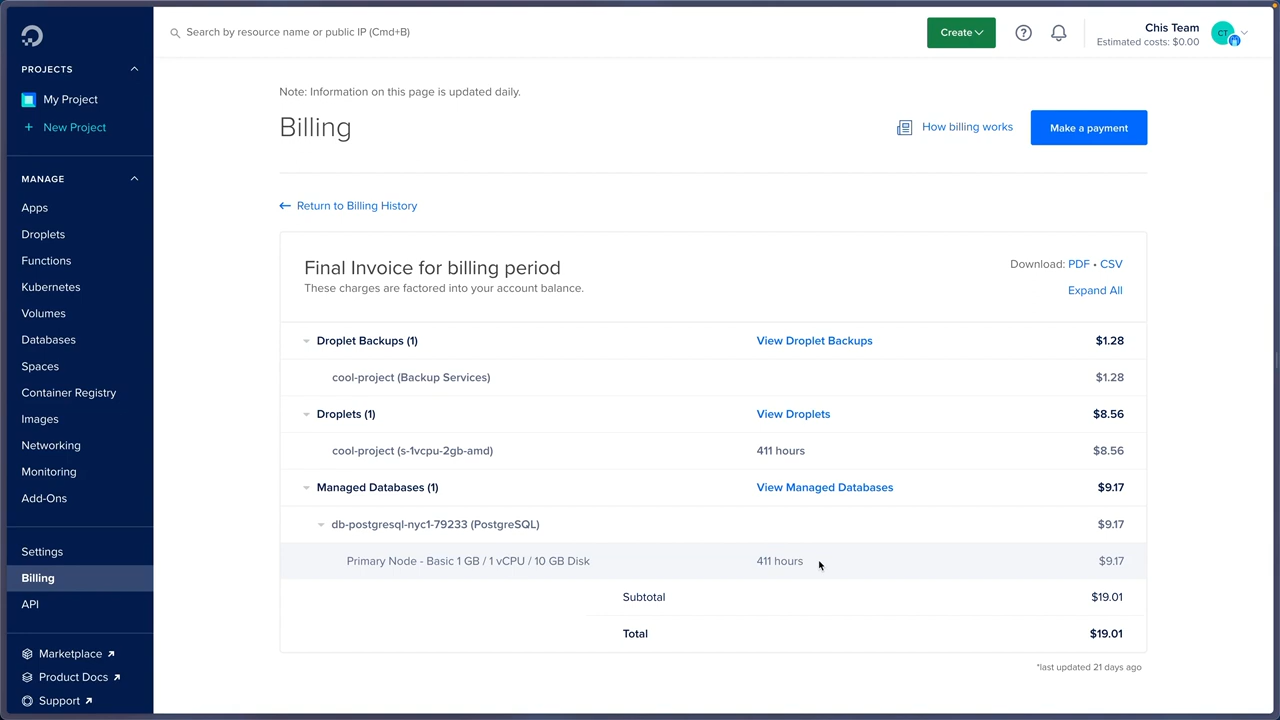 Search by resource name or public IP (Cmd+B)
Create
Chis Team
Estimated costs: $0.00
CT
PROJECTS
My Project
+ New Project
MANAGE
Apps
Droplets
Functions
Kubernetes
Volumes
Databases
Spaces
Container Registry
Images
Networking
Monitoring
Add-Ons
Settings
Billing
API
Marketplace
Product Docs
Support
Note: Information on this page is updated daily.
Billing
How billing works
Make a payment
← Return to Billing History
Final Invoice for billing period
These charges are factored into your account balance.
Download: PDF • CSV
Expand All
Droplet Backups (1) View Droplet Backups $1.28
cool-project (Backup Services) $1.28
Droplets (1) View Droplets $8.56
cool-project (s-1vcpu-2gb-amd) 411 hours $8.56
Managed Databases (1) View Managed Databases $9.17
db-postgresql-nyc1-79233 (PostgreSQL) $9.17
Primary Node - Basic 1 GB / 1 vCPU / 10 GB Disk 411 hours $9.17
Subtotal $19.01
Total $19.01
*last updated 21 days ago